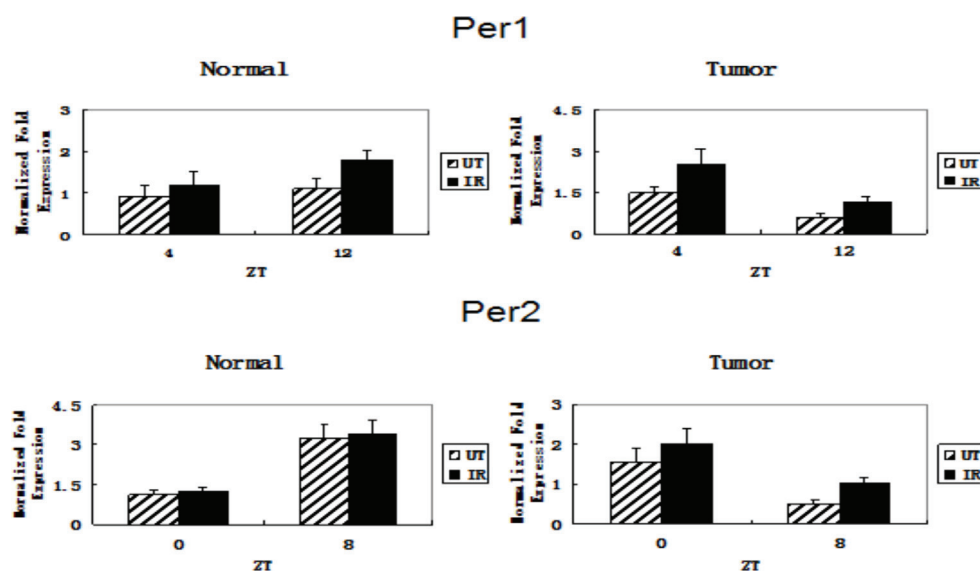 Per1
Normal
Normalized Fold
Expression
3
2
1
0
4
12
ZT
UT
IR
Tumor
Normalized Fold
Expression
4.5
3
1.5
0
4
12
ZT
UT
IR
Per2
Normal
Normalized Fold
Expression
4.5
3
1.5
0
0
8
ZT
UT
IR
Tumor
Normalized Fold
Expression
3
2
1
0
0
8
ZT
UT
IR